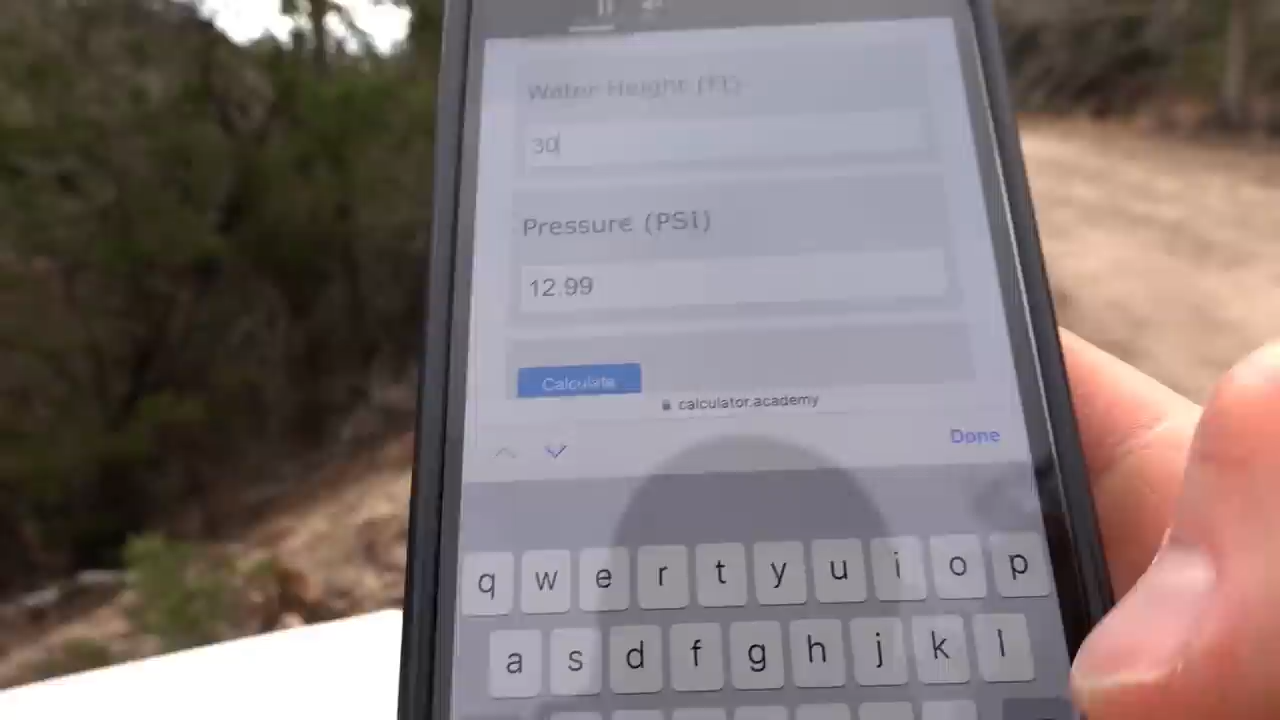 Water Height (Ft)
30
Pressure (PSi)
12.99
Calculate
calculator.academy
Done
q w e r t y u i o p
a s d f g h j k l